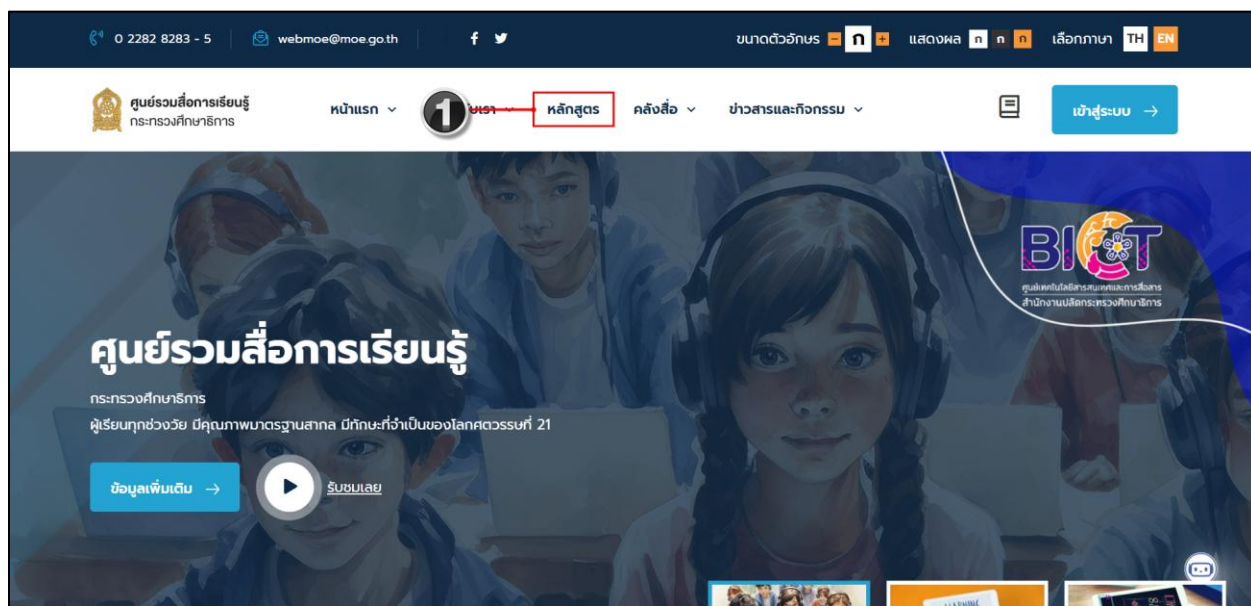 0 2282 8283 - 5
webmoe@moe.go.th
ขนาดตัวอักษร - ก +
แสดงผล ก ก ก
เลือกภาษา TH EN
ศูนย์รวมสื่อการเรียนรู้
กระทรวงศึกษาธิการ
หน้าแรก
1
หลักสูตร
คลังสื่อ
ข่าวสารและกิจกรรม
เข้าสู่ระบบ →
BICT
ศูนย์เทคโนโลยีสารสนเทศและการสื่อสาร
สำนักงานปลัดกระทรวงศึกษาธิการ
ศูนย์รวมสื่อการเรียนรู้
กระทรวงศึกษาธิการ
ผู้เรียนทุกช่วงวัย มีคุณภาพมาตรฐานสากล มีทักษะที่จำเป็นของโลกศตวรรษที่ 21
ข้อมูลเพิ่มเติม →
รับชมเลย